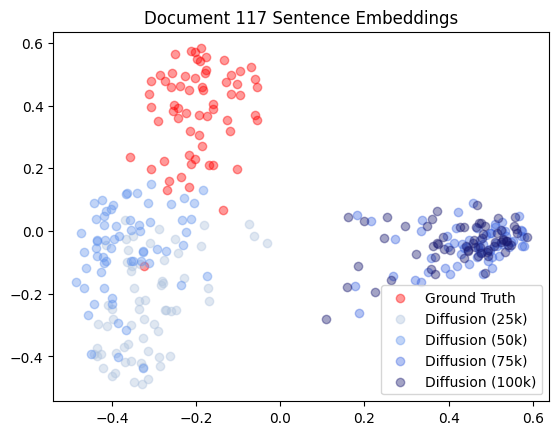 Document 117 Sentence Embeddings
0.6
0.4
0.2
0.0
−0.2
−0.4
Ground Truth
Diffusion (25k)
Diffusion (50k)
Diffusion (75k)
Diffusion (100k)
−0.4 −0.2 0.0 0.2 0.4 0.6